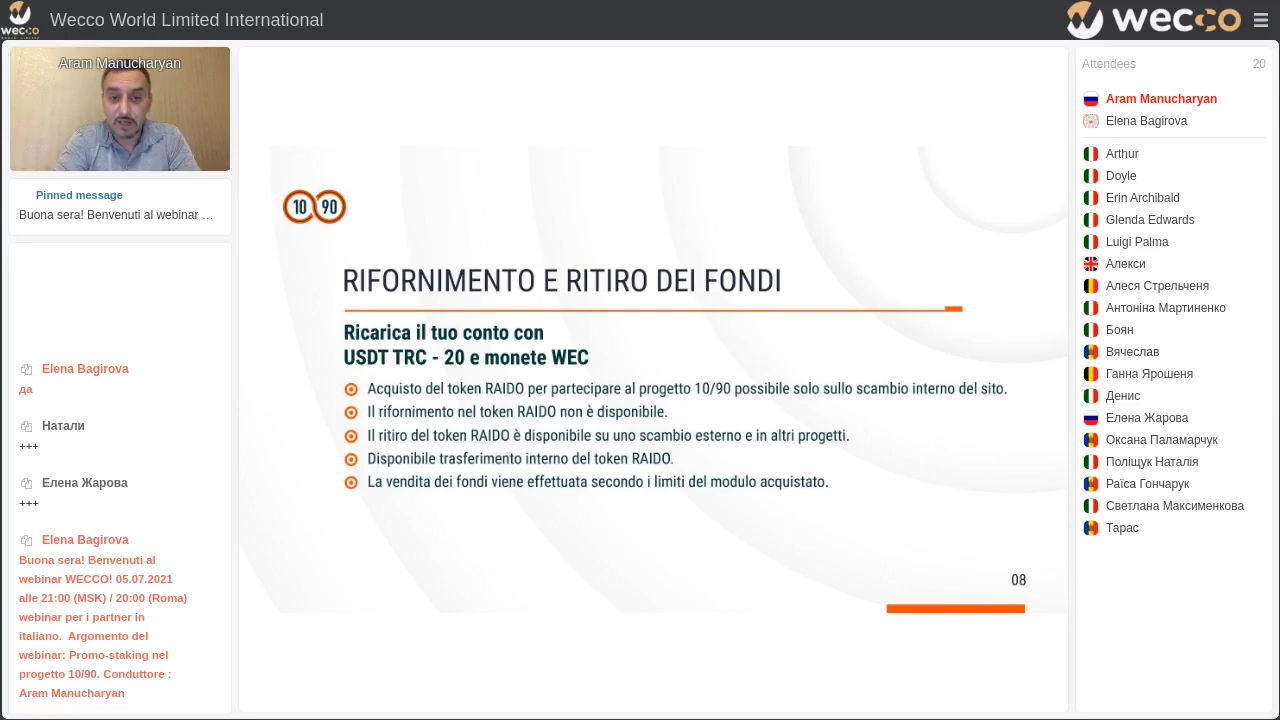 wecco
Wecco World Limited International
wecco
Aram Manucharyan
Pinned message
Buona sera! Benvenuti al webinar …
Elena Bagirova
да
Натали
+++
Елена Жарова
+++
Elena Bagirova
Buona sera! Benvenuti al
webinar WECCO! 05.07.2021
alle 21:00 (MSK) / 20:00 (Roma)
webinar per i partner in
italiano.  Argomento del
webinar: Promo-staking nel
progetto 10/90. Conduttore :
Aram Manucharyan
10 90
RIFORNIMENTO E RITIRO DEI FONDI
Ricarica il tuo conto con
USDT TRC - 20 e monete WEC
Acquisto del token RAIDO per partecipare al progetto 10/90 possibile solo sullo scambio interno del sito.
Il rifornimento nel token RAIDO non è disponibile.
Il ritiro del token RAIDO è disponibile su uno scambio esterno e in altri progetti.
Disponibile trasferimento interno del token RAIDO.
La vendita dei fondi viene effettuata secondo i limiti del modulo acquistato.
08
Attendees 20
Aram Manucharyan
Elena Bagirova
Arthur
Doyle
Erin Archibald
Glenda Edwards
Luigi Palma
Алекси
Алеся Стрельченя
Антоніна Мартиненко
Боян
Вячеслав
Ганна Ярошеня
Денис
Елена Жарова
Оксана Паламарчук
Поліщук Наталія
Раїса Гончарук
Светлана Максименкова
Тарас